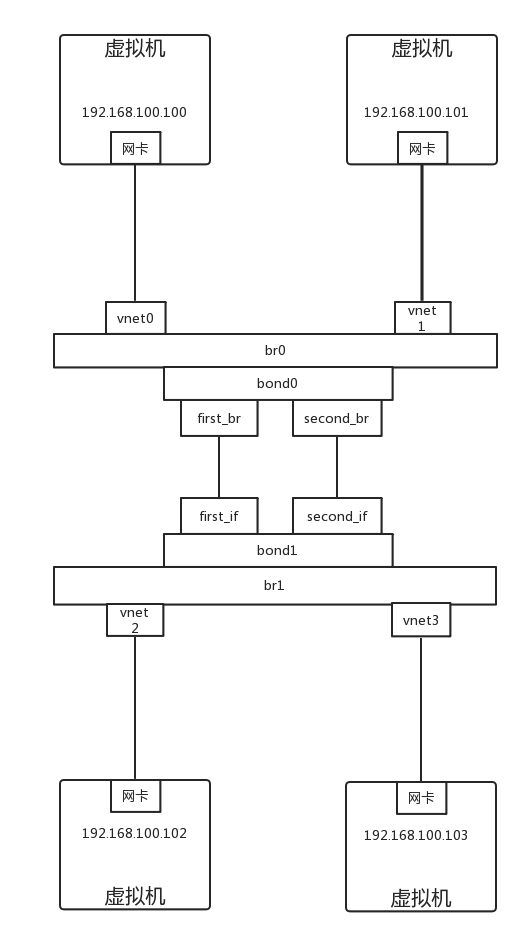 虚拟机
虚拟机
192.168.100.100
192.168.100.101
网卡
网卡
vnet0
vnet
1
br0
bond0
first_br
second_br
first_if
second_if
bond1
br1
vnet
2
vnet3
网卡
网卡
192.168.100.102
192.168.100.103
虚拟机
虚拟机